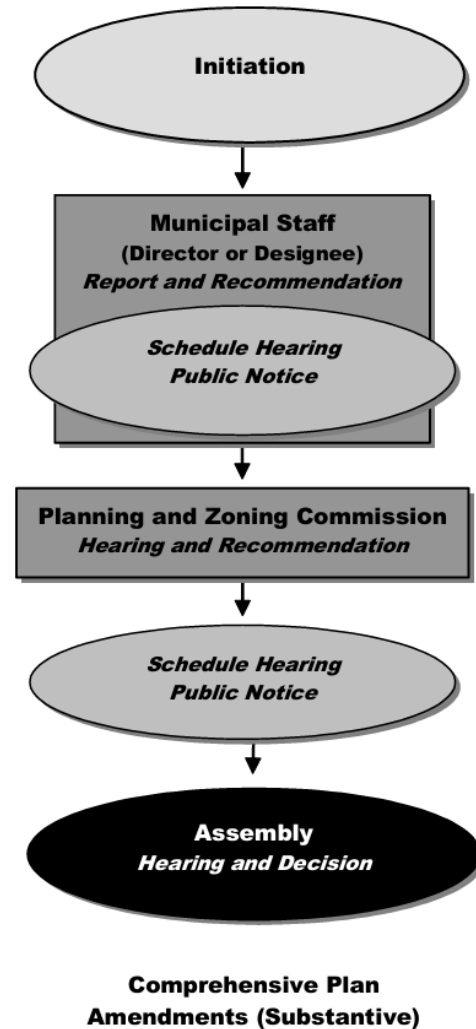 Initiation
Municipal Staff
(Director or Designee)
Report and Recommendation
Schedule Hearing
Public Notice
Planning and Zoning Commission
Hearing and Recommendation
Schedule Hearing
Public Notice
Assembly
Hearing and Decision
Comprehensive Plan
Amendments (Substantive)